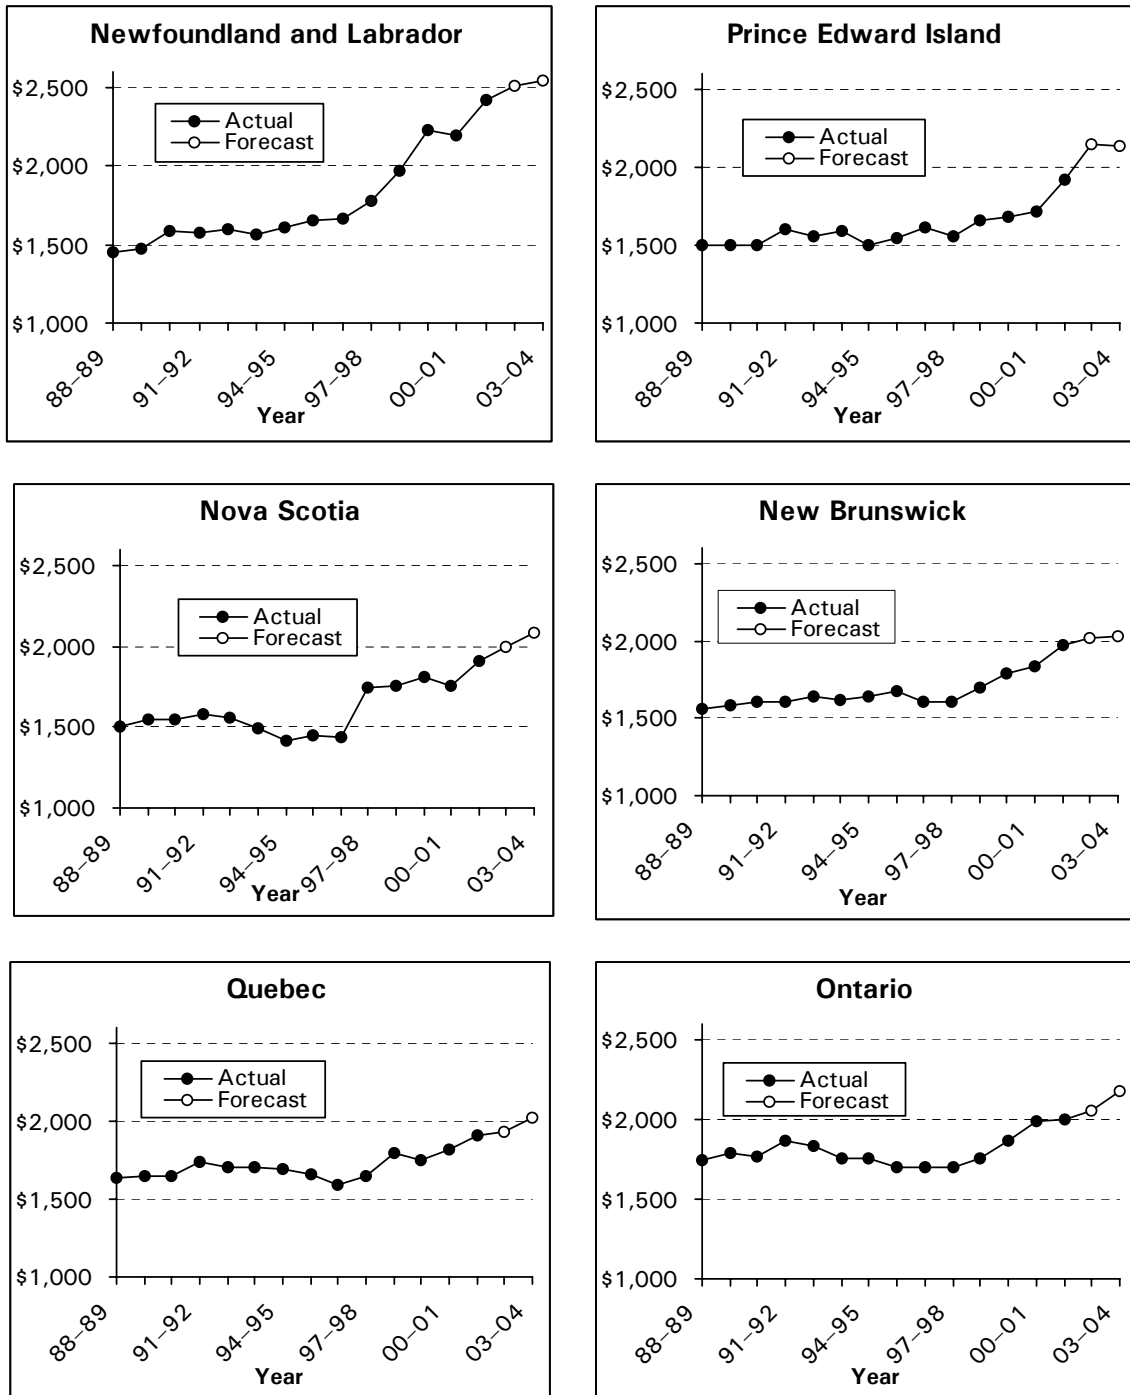 Newfoundland and Labrador
$2,500
Actual
Forecast
$2,000
$1,500
$1,000
88–89
91–92
94–95
97–98
00–01
03–04
Year
Prince Edward Island
$2,500
Actual
Forecast
$2,000
$1,500
$1,000
88–89
91–92
94–95
97–98
00–01
03–04
Year
Nova Scotia
$2,500
Actual
Forecast
$2,000
$1,500
$1,000
88–89
91–92
94–95
97–98
00–01
03–04
Year
New Brunswick
$2,500
Actual
Forecast
$2,000
$1,500
$1,000
88–89
91–92
94–95
97–98
00–01
03–04
Year
Quebec
$2,500
Actual
Forecast
$2,000
$1,500
$1,000
88–89
91–92
94–95
97–98
00–01
03–04
Year
Ontario
$2,500
Actual
Forecast
$2,000
$1,500
$1,000
88–89
91–92
94–95
97–98
00–01
03–04
Year